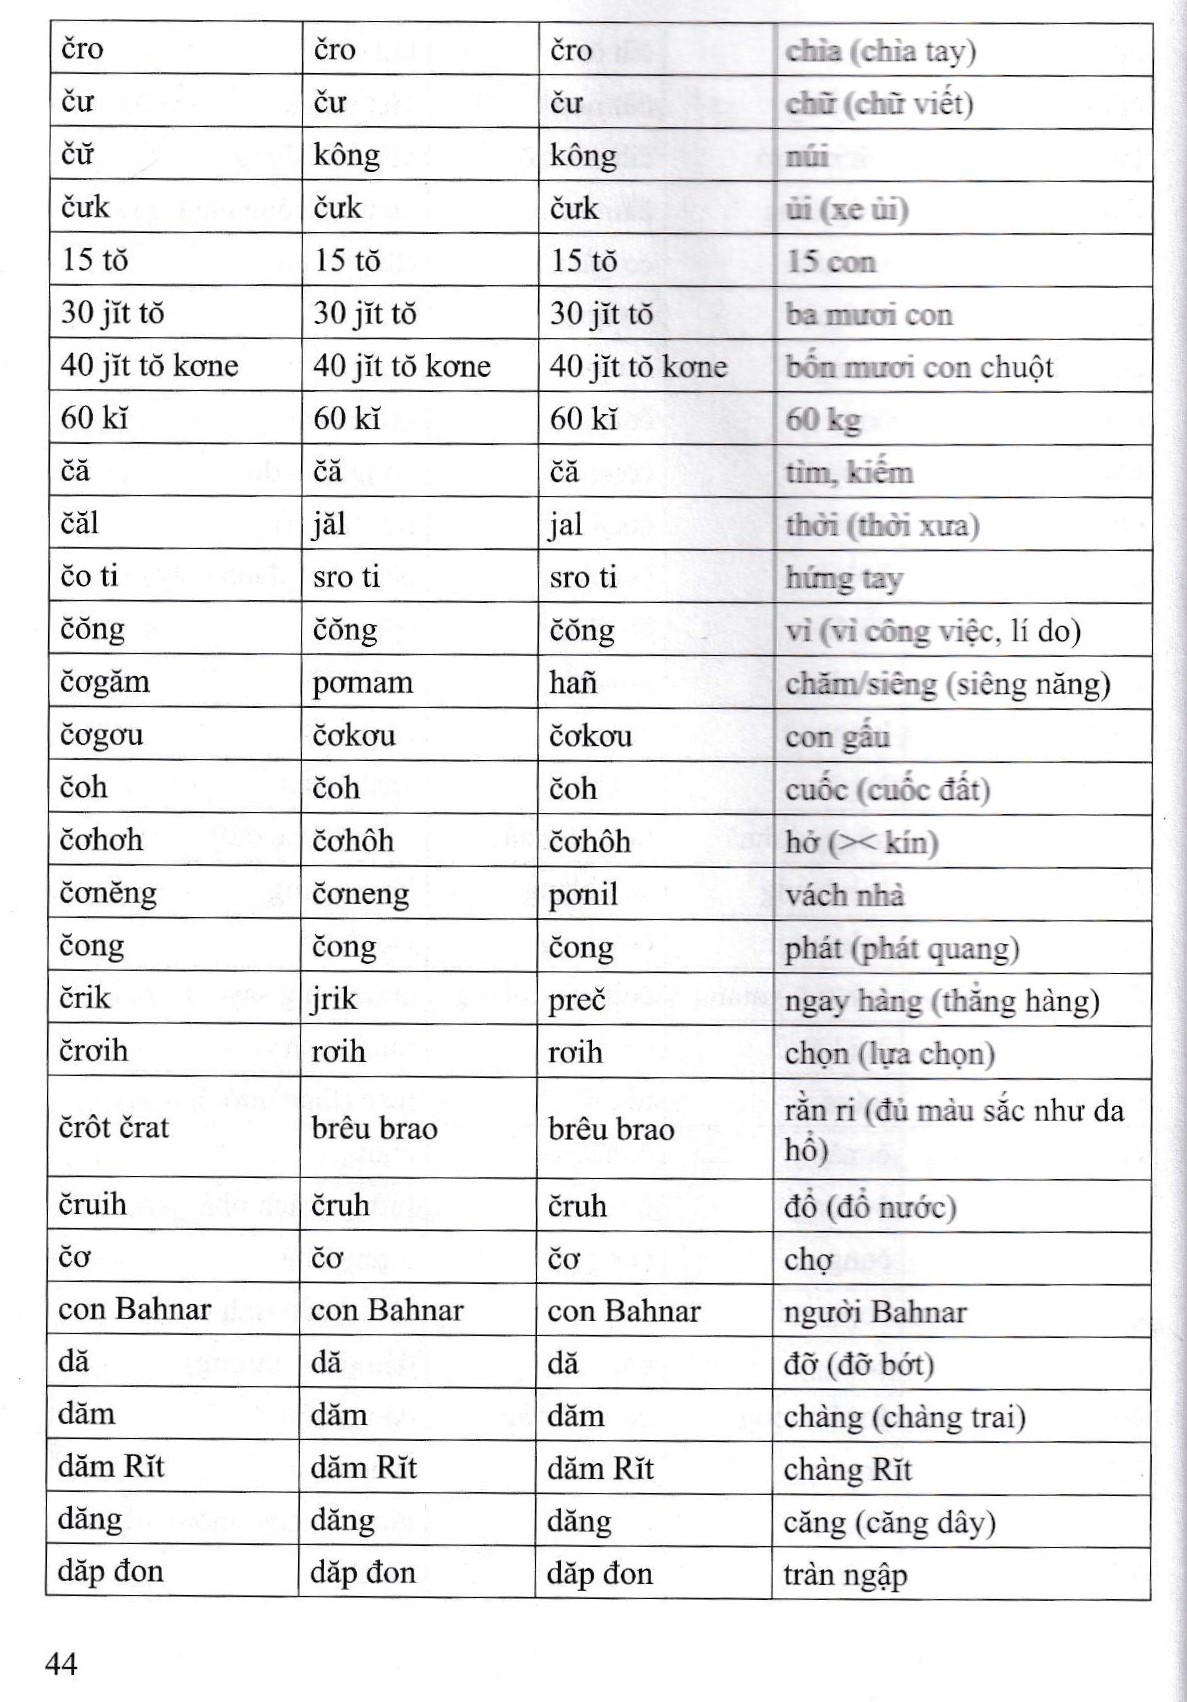 čro čro čro chìa (chìa tay)
čư čư čư chữ (chữ viết)
čư̆ kông kông núi
čưk čưk čưk ủi (xe ủi)
15 tŏ 15 tŏ 15 tŏ 15 con
30 jĭt tŏ 30 jĭt tŏ 30 jĭt tŏ ba mươi con
40 jĭt tŏ kơne 40 jĭt tŏ kơne 40 jĭt tŏ kơne bốn mươi con chuột
60 kĭ 60 kĭ 60 kĭ 60 kg
čă čă čă tìm, kiếm
čăl jăl jal thời (thời xưa)
čo ti sro ti sro ti hứng tay
čŏng čŏng čŏng vì (vì công việc, lí do)
čơgăm pơmam hañ chăm/siêng (siêng năng)
čơgơu čơkơu čơkơu con gấu
čoh čoh čoh cuốc (cuốc đất)
čơhơh čơhôh čơhôh hở (>< kín)
čơnĕng čơneng pơnil vách nhà
čong čong čong phát (phát quang)
črik jrik preč ngay hàng (thẳng hàng)
črơih rơih rơih chọn (lựa chọn)
črôt črat brêu brao brêu brao rằn ri (đủ màu sắc như da
hổ)
čruih čruh čruh đổ (đổ nước)
čơ čơ čơ chợ
con Bahnar con Bahnar con Bahnar người Bahnar
dă dă dă đỡ (đỡ bớt)
dăm dăm dăm chàng (chàng trai)
dăm Rĭt dăm Rĭt dăm Rĭt chàng Rĭt
dăng dăng dăng căng (căng dây)
dăp đon dăp đon dăp đon tràn ngập
44